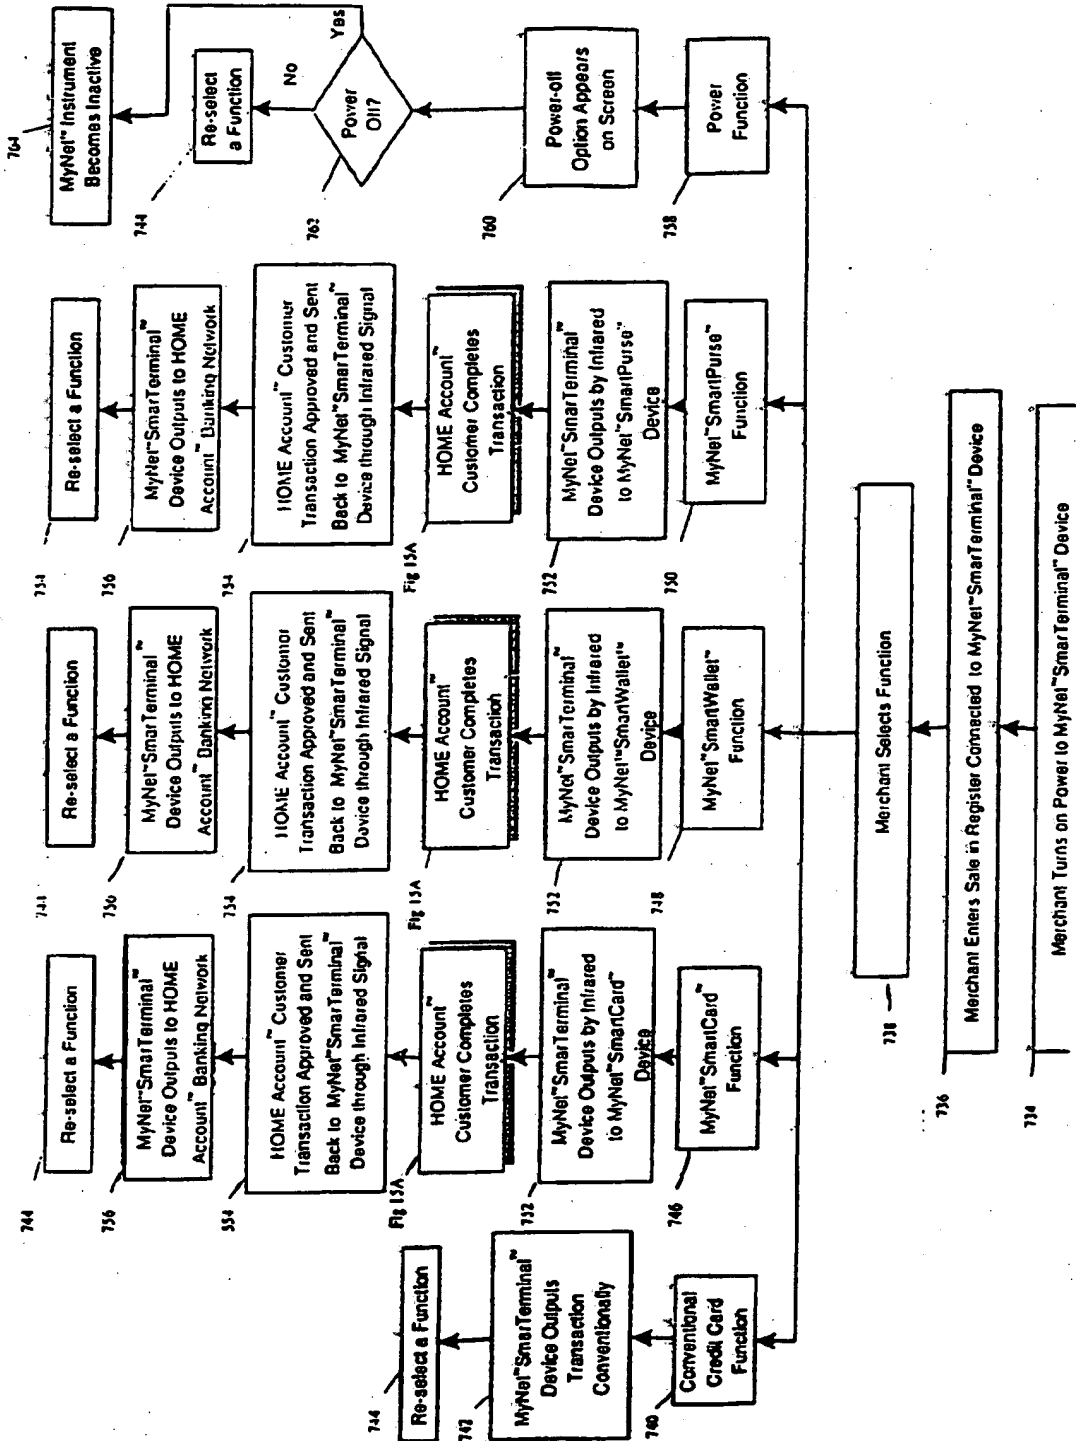 734
Merchant Turns on Power to MyNet™SmarTerminal™ Device
736
Merchant Enters Sale in Register Connected to MyNet™SmarTerminal™ Device
738
Merchant Selects Function
740
Conventional
Credit Card
Function
742
MyNet™SmarTerminal™
Device Outputs
Transaction
Conventionally
744
Re-select a Function
746
MyNet™SmartCard™
Function
752
MyNet™SmarTerminal™
Device Outputs by Infrared
to MyNet™SmartCard™
Device
Fig 15A
HOME Account™
Customer Completes
Transaction
554
HOME Account™ Customer
Transaction Approved and Sent
Back to MyNet™SmarTerminal™
Device through Infrared Signal
756
MyNet™SmarTerminal™
Device Outputs to HOME
Account™ Banking Network
744
Re-select a Function
748
MyNet™SmartWallet™
Function
752
MyNet™SmarTerminal™
Device Outputs by Infrared
to MyNet™SmartWallet™
Device
Fig 15A
HOME Account™
Customer Completes
Transaction
754
HOME Account™ Customer
Transaction Approved and Sent
Back to MyNet™SmarTerminal™
Device through Infrared Signal
756
MyNet™SmarTerminal™
Device Outputs to HOME
Account™ Banking Network
744
Re-select a Function
750
MyNet™SmartPurse™
Function
752
MyNet™SmarTerminal™
Device Outputs by Infrared
to MyNet™SmartPurse™
Device
Fig 15A
HOME Account™
Customer Completes
Transaction
754
HOME Account™ Customer
Transaction Approved and Sent
Back to MyNet™SmarTerminal™
Device through Infrared Signal
756
MyNet™SmarTerminal™
Device Outputs to HOME
Account™ Banking Network
754
Re-select a Function
758
Power
Function
760
Power-off
Option Appears
on Screen
762
Power
Off?
No
Yes
744
Re-select
a Function
764
MyNet™ Instrument
Becomes Inactive